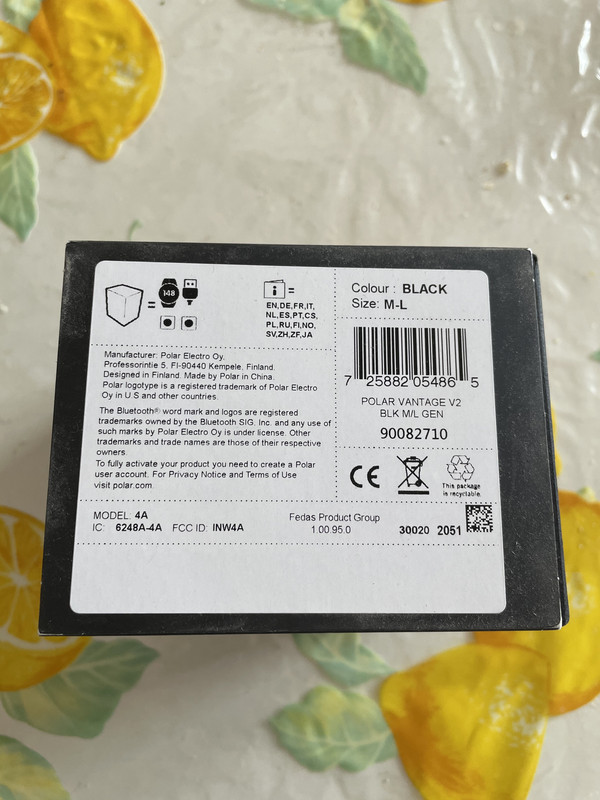 148
=
=
EN,DE,FR,IT,
NL,ES,PT,CS,
PL,RU,FI,NO,
SV,ZH,ZF,JA
Colour : BLACK
Size: M-L
7 25882 05486 5
POLAR VANTAGE V2
BLK M/L GEN
90082710
Manufacturer: Polar Electro Oy.
Professorintie 5. FI-90440 Kempele, Finland.
Designed in Finland. Made by Polar in China.
Polar logotype is a registered trademark of Polar Electro
Oy in U.S and other countries.
The Bluetooth® word mark and logos are registered
trademarks owned by the Bluetooth SIG, Inc. and any use of
such marks by Polar Electro Oy is under license. Other
trademarks and trade names are those of their respective
owners.
To fully activate your product you need to create a Polar
user account. For Privacy Notice and Terms of Use
visit polar.com.
CE
This package
is recyclable.
MODEL: 4A
IC: 6248A-4A FCC ID: INW4A
Fedas Product Group
1.00.95.0
30020 2051